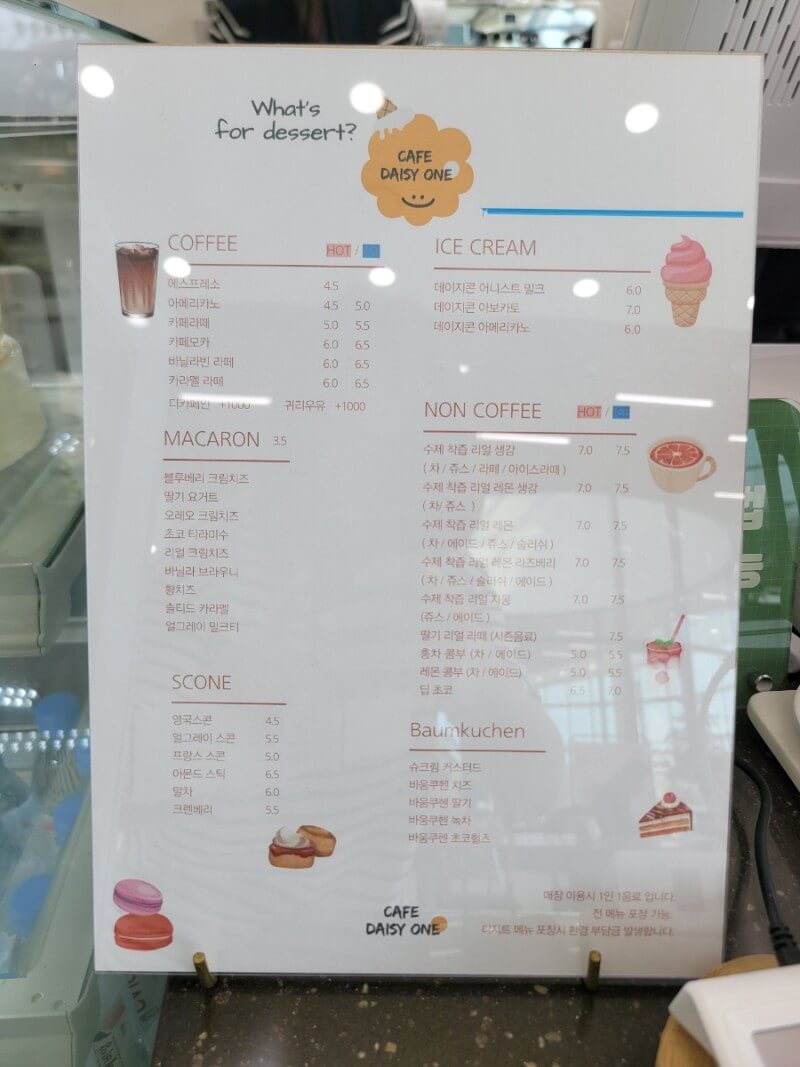 What's
for dessert?
CAFE
DAISY ONE
COFFEE HOT /
에스프레소 4.5
아메리카노 4.5 5.0
카페라떼 5.0 5.5
카페모카 6.0 6.5
바닐라빈 라떼 6.0 6.5
카라멜 라떼 6.0 6.5
디카페인 +1000 귀리우유 +1000
MACARON 3.5
블루베리 크림치즈
딸기 요거트
오레오 크림치즈
초코 티라미수
리얼 크림치즈
바닐라 브라우니
황치즈
솔티드 카라멜
얼그레이 밀크티
SCONE
영국스콘 4.5
얼그레이 스콘 5.5
프랑스 스콘 5.0
아몬드 스틱 6.5
말차 6.0
크렌베리 5.5
ICE CREAM
데이지콘 어니스트 밀크 6.0
데이지콘 아보카토 7.0
데이지콘 아메리카노 6.0
NON COFFEE HOT /
수제 착즙 리얼 생강 7.0 7.5
( 차 / 쥬스 / 라떼 / 아이스라떼 )
수제 착즙 리얼 레몬 생강 7.0 7.5
( 차/ 쥬스 )
수제 착즙 리얼 레몬 7.0 7.5
( 차 / 에이드 / 쥬스 / 슬러쉬 )
수제 착즙 리얼 레몬 라즈베리 7.0 7.5
( 차 / 쥬스 / 슬러쉬 / 에이드 )
수제 착즙 리얼 자몽 7.0 7.5
(쥬스 / 에이드 )
딸기 리얼 라떼 (시즌음료) 7.5
홍차 콤부 (차 / 에이드) 5.0 5.5
레몬 콤부 (차 / 에이드) 5.0 5.5
딥 초코 6.5 7.0
Baumkuchen
슈크림 커스터드
바움쿠헨 치즈
바움쿠헨 딸기
바움쿠헨 녹차
바움쿠헨 초코헐츠
매장 이용시 1인 1음료 입니다.
전 메뉴 포장 가능.
디저트 메뉴 포장시 환경 부담금 발생합니다.
CAFE
DAISY ONE